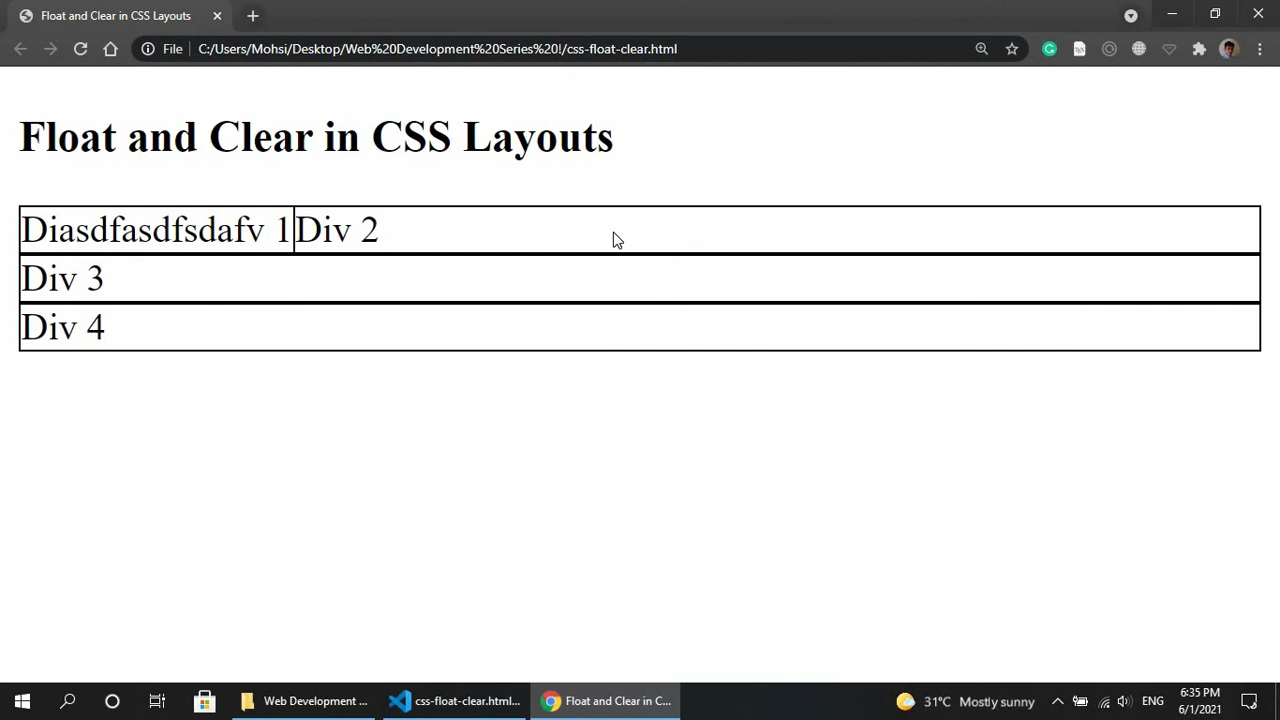 Float and Clear in CSS Layouts
File C:/Users/Mohsi/Desktop/Web%20Development%20Series%20!/css-float-clear.html
Float and Clear in CSS Layouts
Diasdfasdfsdafv 1 Div 2
Div 3
Div 4
Web Development ... css-float-clear.html... Float and Clear in C... 31°C Mostly sunny ENG 6:35 PM
6/1/2021